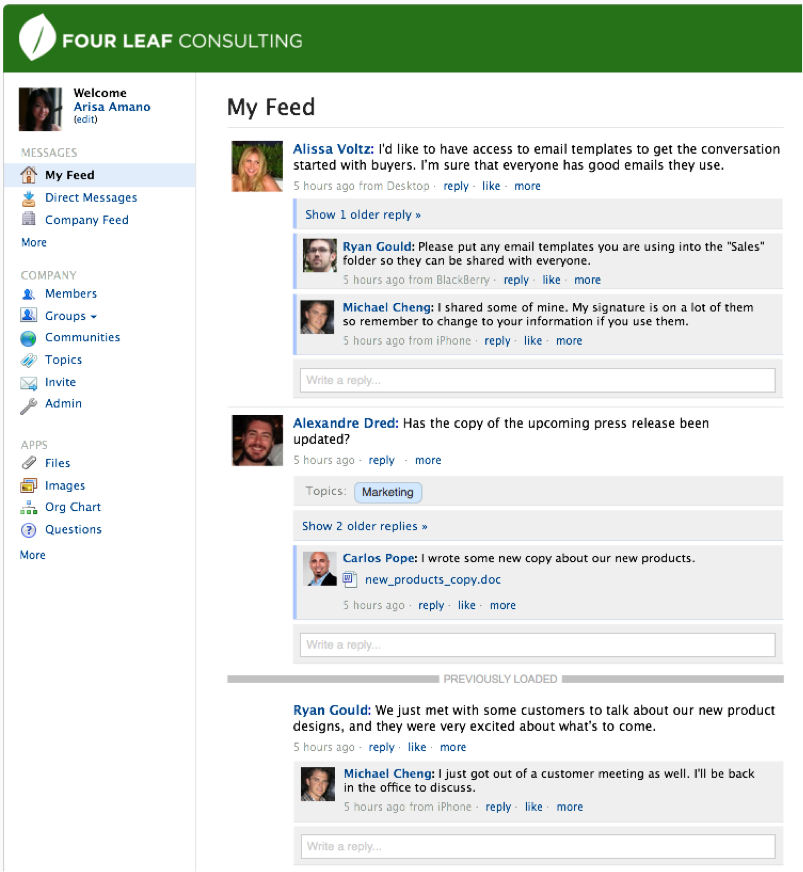 FOUR LEAF CONSULTING
Welcome
Arisa Amano
(edit)
MESSAGES
My Feed
Direct Messages
Company Feed
More
COMPANY
Members
Groups
Communities
Topics
Invite
Admin
APPS
Files
Images
Org Chart
Questions
More
My Feed
Alissa Voltz: I'd like to have access to email templates to get the conversation
started with buyers. I'm sure that everyone has good emails they use.
5 hours ago from Desktop · reply · like · more
Show 1 older reply »
Ryan Gould: Please put any email templates you are using into the "Sales"
folder so they can be shared with everyone.
5 hours ago from BlackBerry · reply · like · more
Michael Cheng: I shared some of mine. My signature is on a lot of them
so remember to change to your information if you use them.
5 hours ago from iPhone · reply · like · more
Write a reply...
Alexandre Dred: Has the copy of the upcoming press release been
updated?
5 hours ago · reply · more
Topics: Marketing
Show 2 older replies »
Carlos Pope: I wrote some new copy about our new products.
new_products_copy.doc
5 hours ago · reply · like · more
Write a reply...
PREVIOUSLY LOADED
Ryan Gould: We just met with some customers to talk about our new product
designs, and they were very excited about what's to come.
5 hours ago · reply · like · more
Michael Cheng: I just got out of a customer meeting as well. I'll be back
in the office to discuss.
5 hours ago from iPhone · reply · like · more
Write a reply...